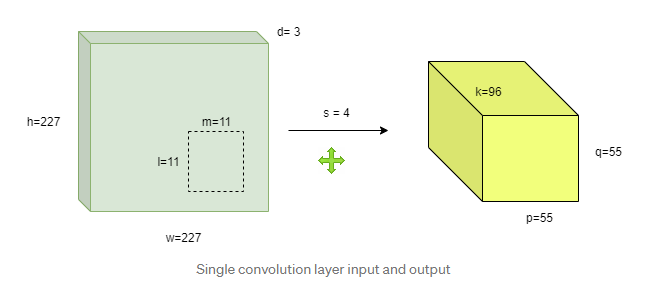 d= 3
h=227
m=11
l=11
w=227
s = 4
k=96
q=55
p=55
Single convolution layer input and output